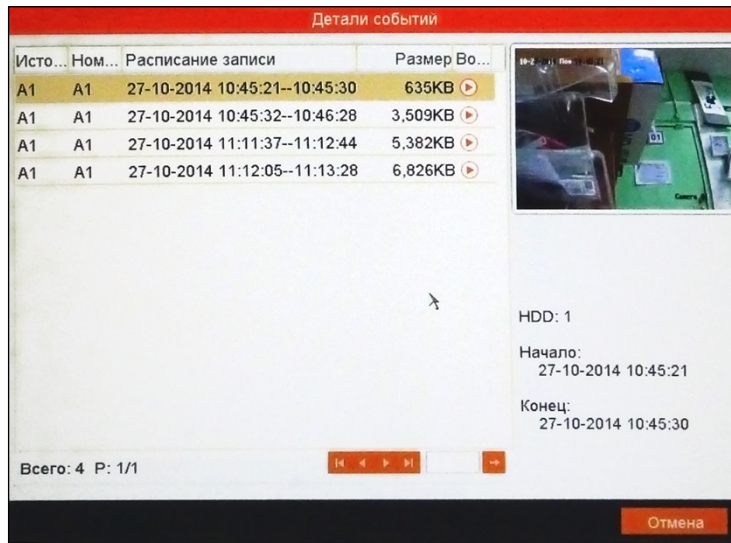 Детали событий
Исто... Ном... Расписание записи Размер Во...
A1 A1 27-10-2014 10:45:21--10:45:30 635KB
A1 A1 27-10-2014 10:45:32--10:46:28 3,509KB
A1 A1 27-10-2014 11:11:37--11:12:44 5,382KB
A1 A1 27-10-2014 11:12:05--11:13:28 6,826KB
01
HDD: 1
Начало:
27-10-2014 10:45:21
Конец:
27-10-2014 10:45:30
Всего: 4 P: 1/1
Отмена